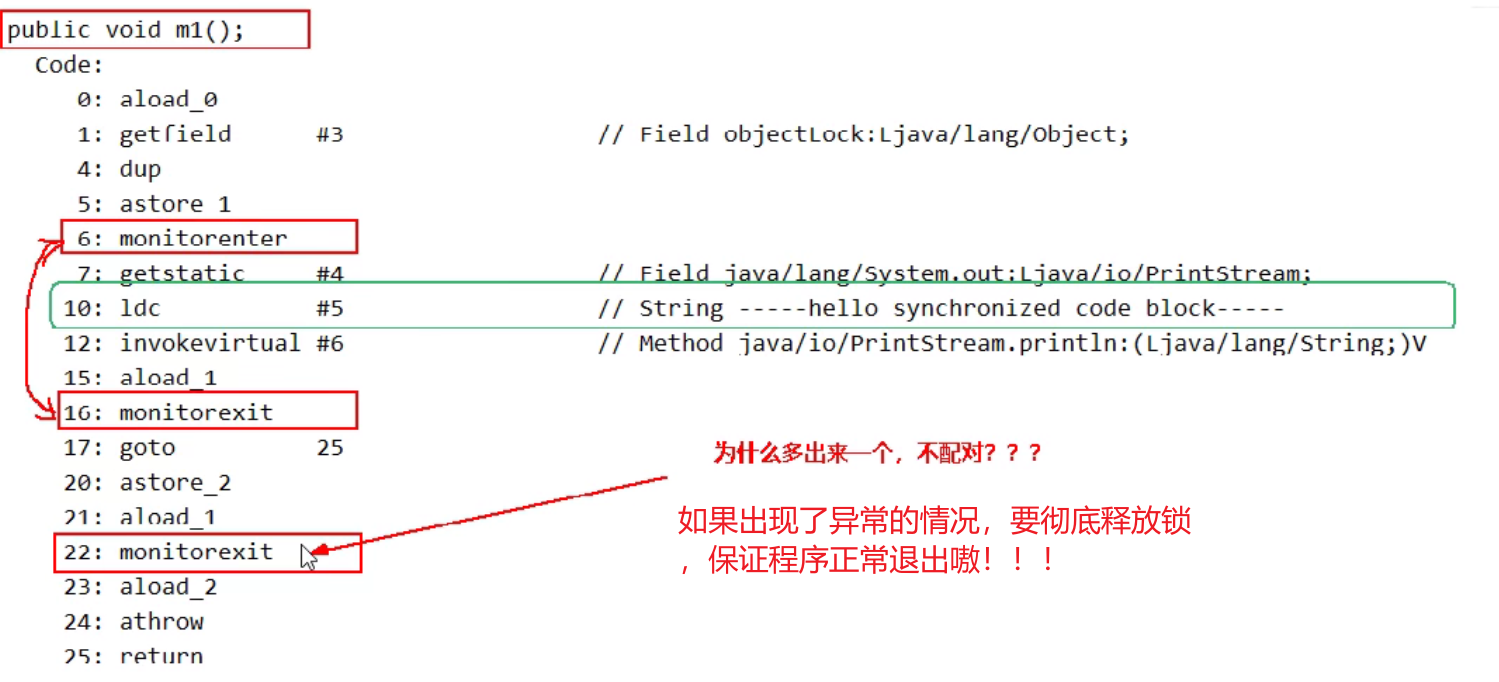 public void m1();
Code:
0: aload_0
1: getfield #3 // Field objectLock:Ljava/lang/Object;
4: dup
5: astore_1
6: monitorenter
7: getstatic #4 // Field java/lang/System.out:Ljava/io/PrintStream;
10: ldc #5 // String -----hello synchronized code block-----
12: invokevirtual #6 // Method java/io/PrintStream.println:(Ljava/lang/String;)V
15: aload_1
16: monitorexit
17: goto 25
20: astore_2
21: aload_1
22: monitorexit
23: aload_2
24: athrow
25: return
为什么多出来一个，不配对？？？
如果出现了异常的情况，要彻底释放锁
，保证程序正常退出嗷！！！